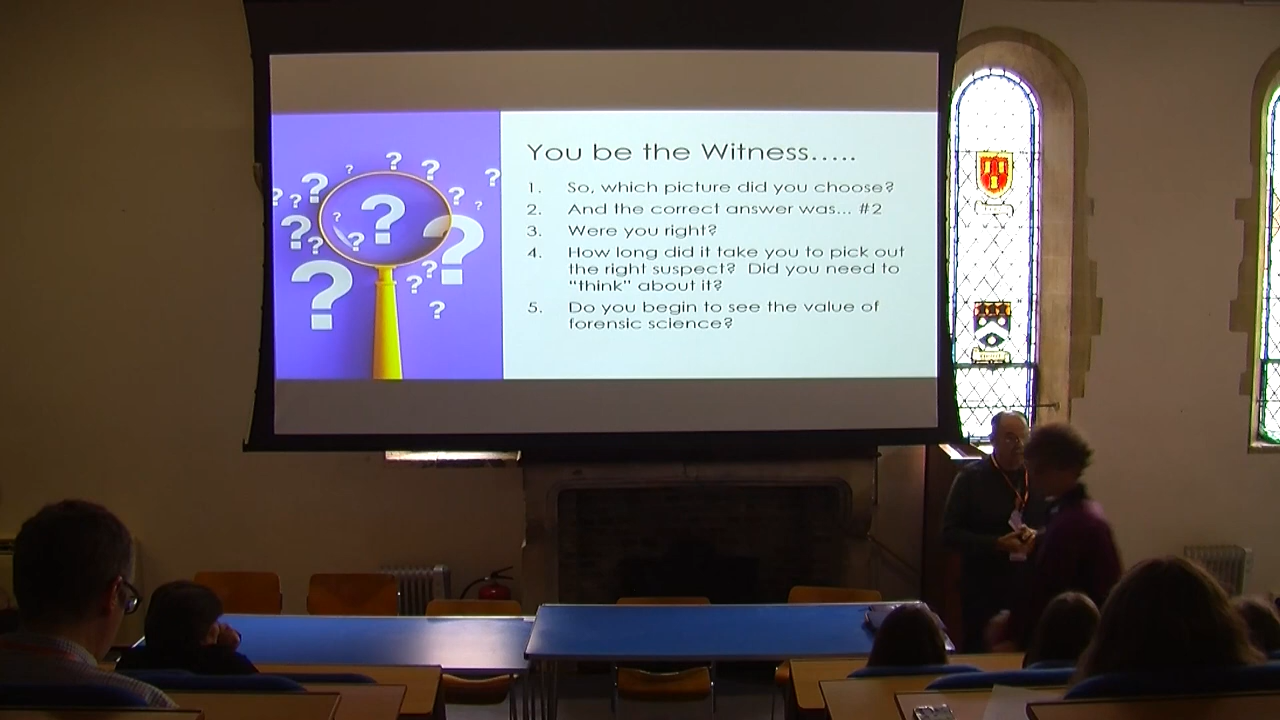 You be the Witness.....
1. So, which picture did you choose?
2. And the correct answer was... #2
3. Were you right?
4. How long did it take you to pick out
the right suspect? Did you need to
"think" about it?
5. Do you begin to see the value of
forensic science?